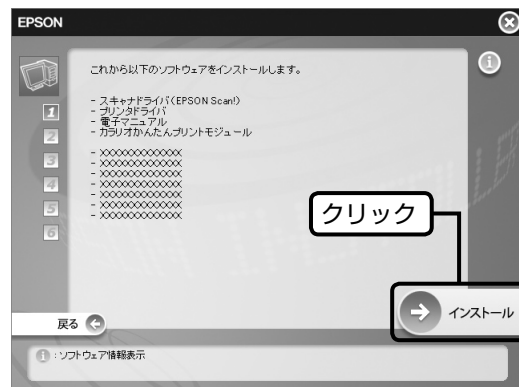 EPSON
これから以下のソフトウェアをインストールします。
- スキャナドライバ(EPSON Scan!)
- プリンタドライバ
- 電子マニュアル
- カラリオかんたんプリントモジュール
- XXXXXXXXXXXXX
- XXXXXXXXXXXXX
- XXXXXXXXXXXXX
- XXXXXXXXXXXXX
- XXXXXXXXXXXXX
- XXXXXXXXXXXXX
1
2
3
4
5
6
クリック
インストール
戻る
i : ソフトウェア情報表示